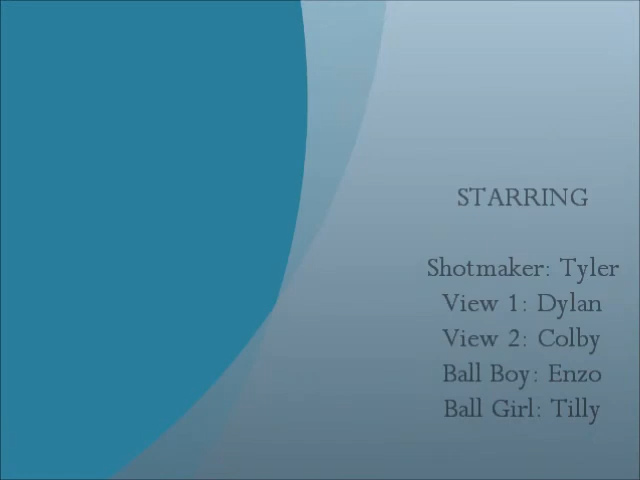 STARRING
Shotmaker: Tyler
View 1: Dylan
View 2: Colby
Ball Boy: Enzo
Ball Girl: Tilly